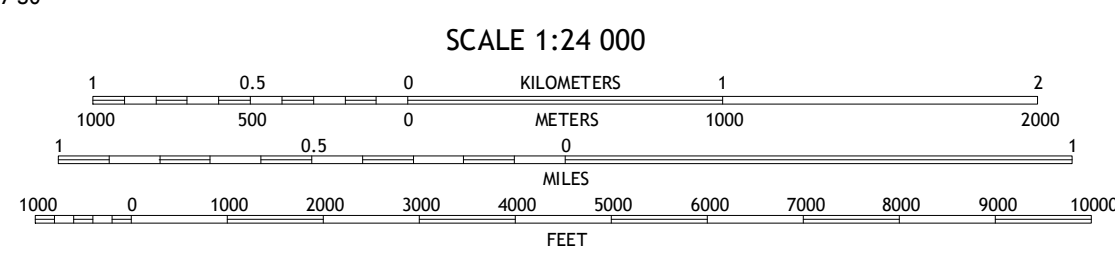 SCALE 1:24 000
1 0.5 0 KILOMETERS 1 2
1000 500 0 METERS 1000 2000
1 0.5 0 1
MILES
1000 0 1000 2000 3000 4000 5000 6000 7000 8000 9000 10000
FEET